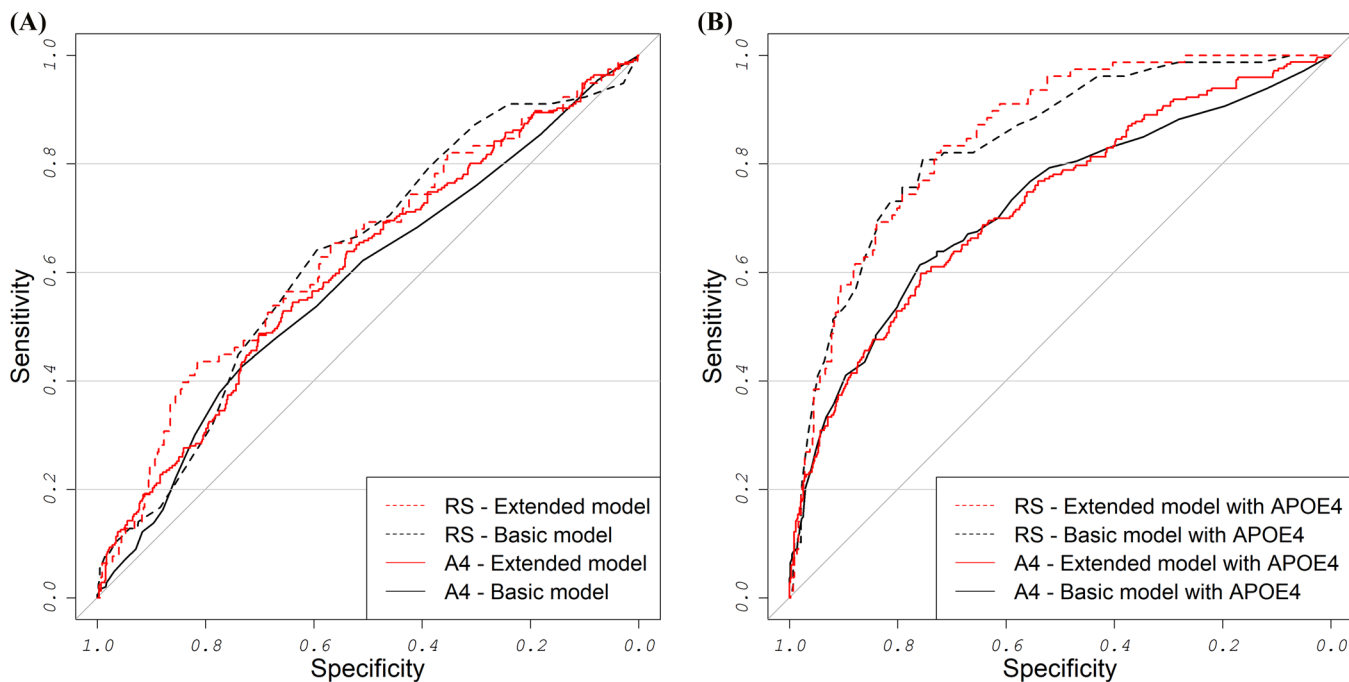 (A)
1.0
0.8
0.6
0.4
0.2
0.0
Sensitivity
RS - Extended model
RS - Basic model
A4 - Extended model
A4 - Basic model
1.0
0.8
0.6
0.4
0.2
0.0
Specificity
(B)
1.0
0.8
0.6
0.4
0.2
0.0
Sensitivity
RS - Extended model with APOE4
RS - Basic model with APOE4
A4 - Extended model with APOE4
A4 - Basic model with APOE4
1.0
0.8
0.6
0.4
0.2
0.0
Specificity